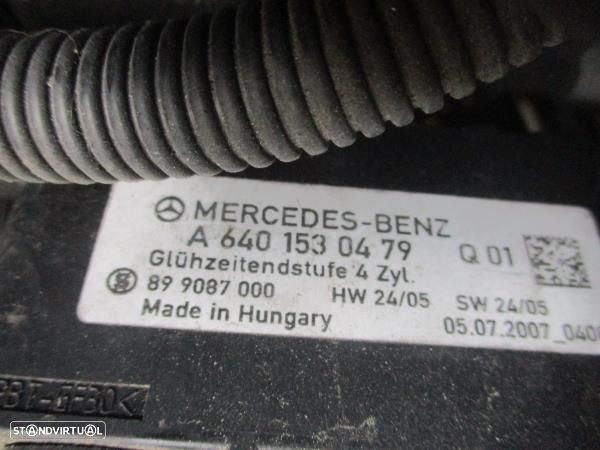 MERCEDES-BENZ
A 640 153 04 79 Q 01
Glühzeitendstufe 4 Zyl.
89 9087 000 HW 24/05 SW 24/05
Made in Hungary 05.07.2007_040
STANDVIRTUAL